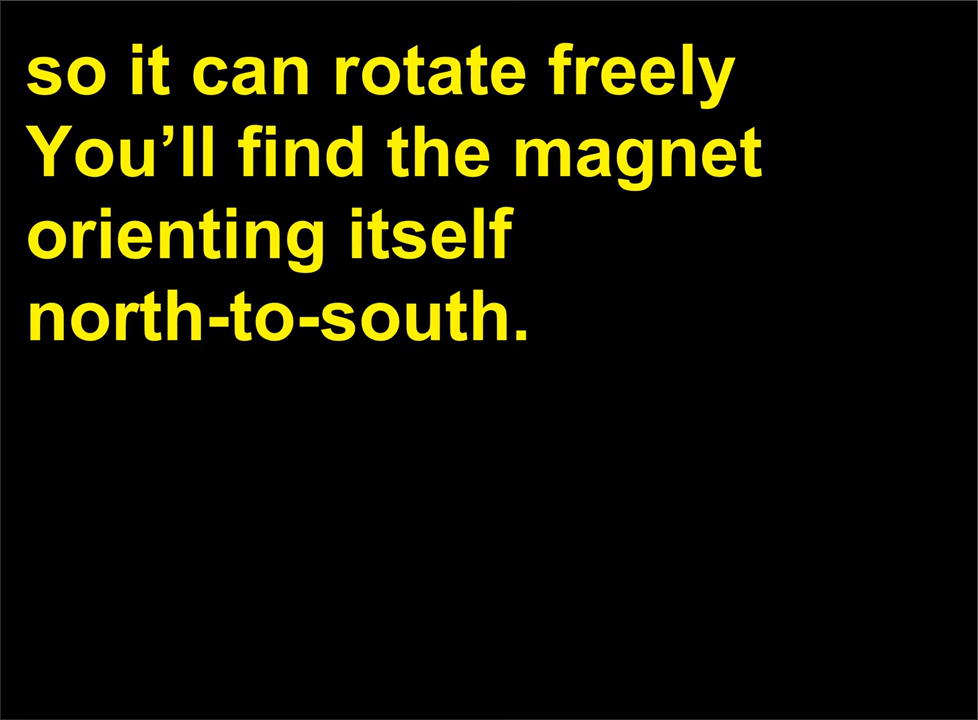 so it can rotate freely
You’ll find the magnet
orienting itself
north-to-south.